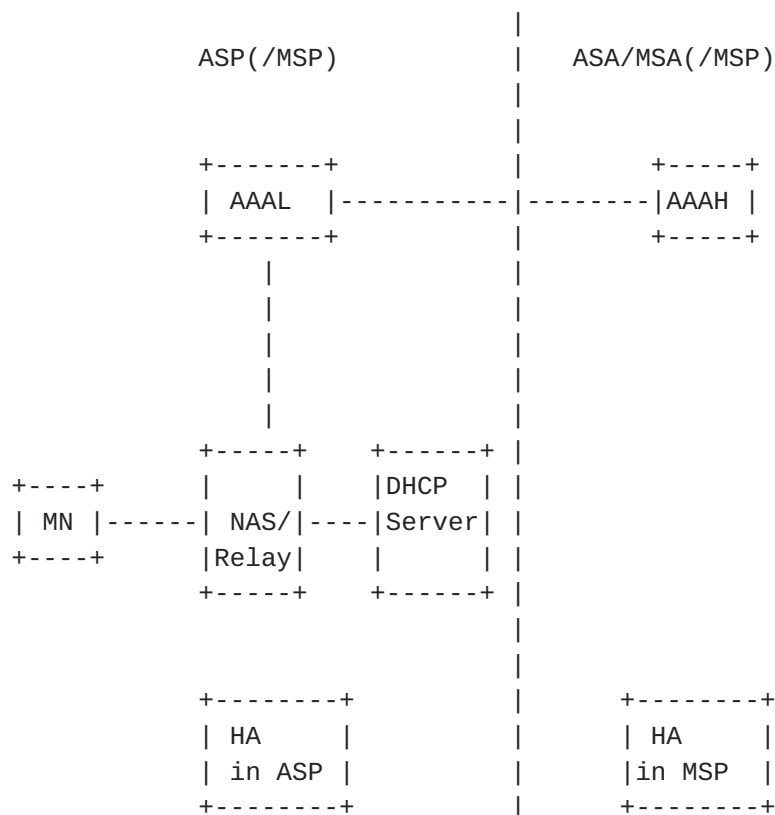 ASP(/MSP) ASA/MSA(/MSP)
AAAL AAAH
DHCP
MN NAS/ Server
Relay
HA HA
in ASP in MSP